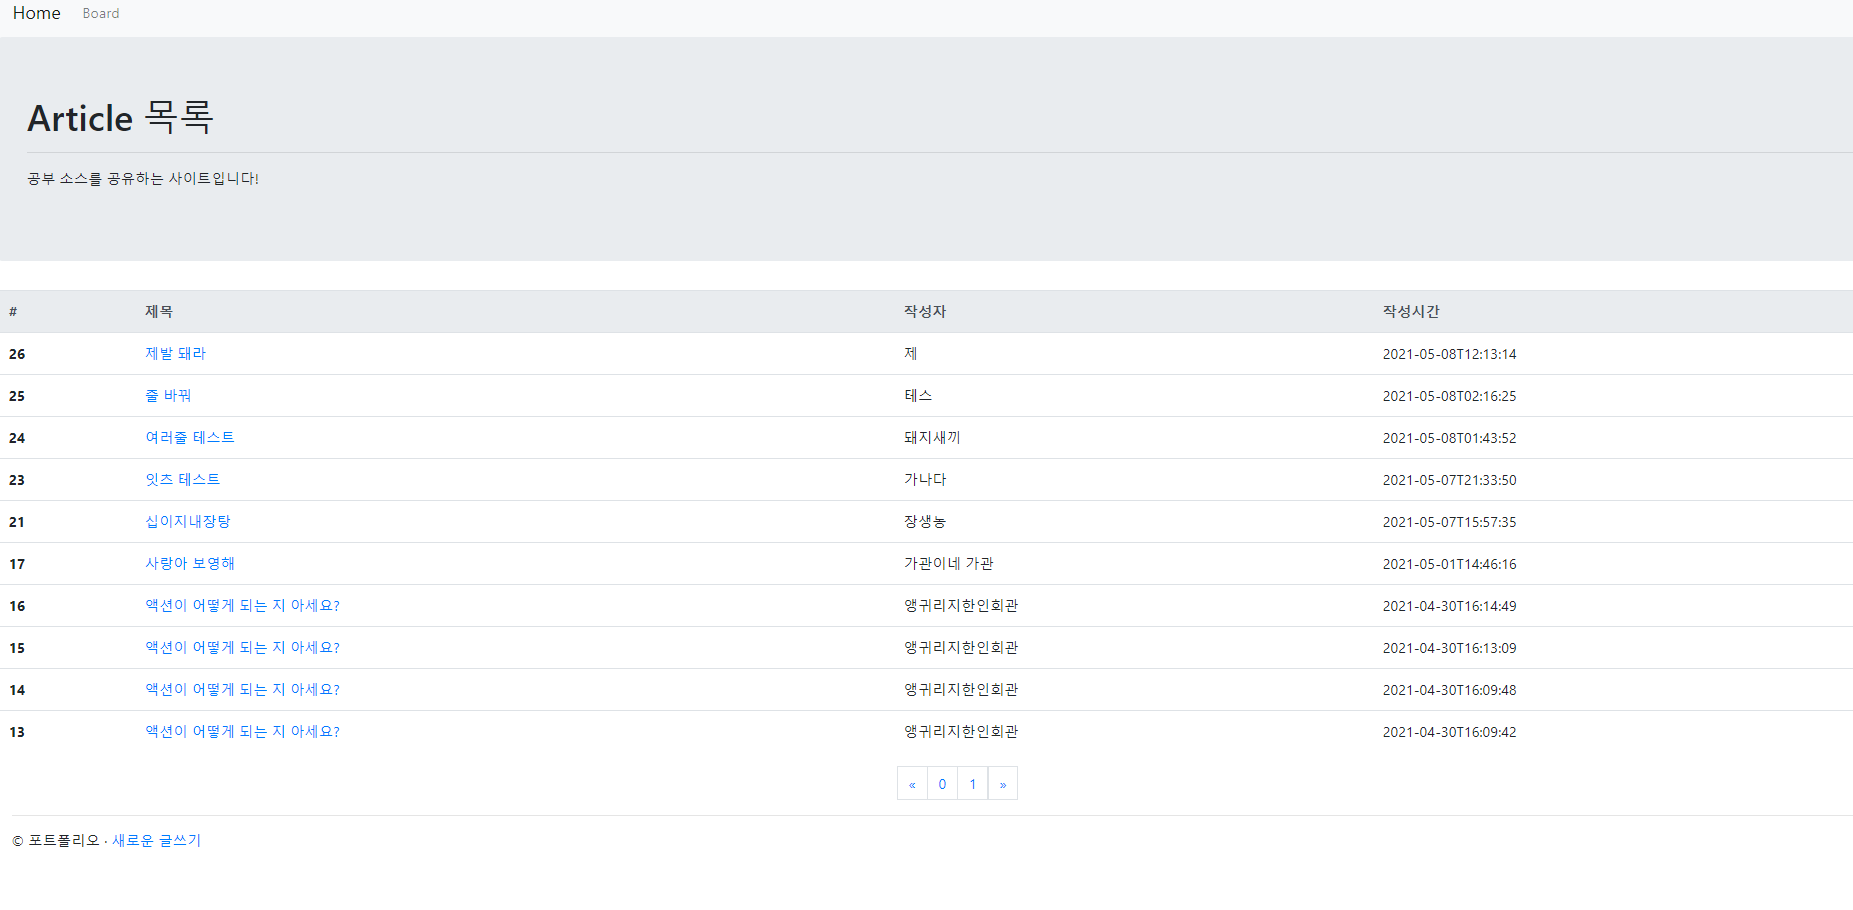 Home Board
Article 목록
공부 소스를 공유하는 사이트입니다!
# 제목 작성자 작성시간
26 제발 돼라 제 2021-05-08T12:13:14
25 줄 바꿔 테스 2021-05-08T02:16:25
24 여러줄 테스트 돼지새끼 2021-05-08T01:43:52
23 잇츠 테스트 가나다 2021-05-07T21:33:50
21 십이지내장탕 장생농 2021-05-07T15:57:35
17 사랑아 보영해 가관이네 가관 2021-05-01T14:46:16
16 액션이 어떻게 되는 지 아세요? 앵귀리지한인회관 2021-04-30T16:14:49
15 액션이 어떻게 되는 지 아세요? 앵귀리지한인회관 2021-04-30T16:13:09
14 액션이 어떻게 되는 지 아세요? 앵귀리지한인회관 2021-04-30T16:09:48
13 액션이 어떻게 되는 지 아세요? 앵귀리지한인회관 2021-04-30T16:09:42
« 0 1 »
© 포트폴리오 · 새로운 글쓰기